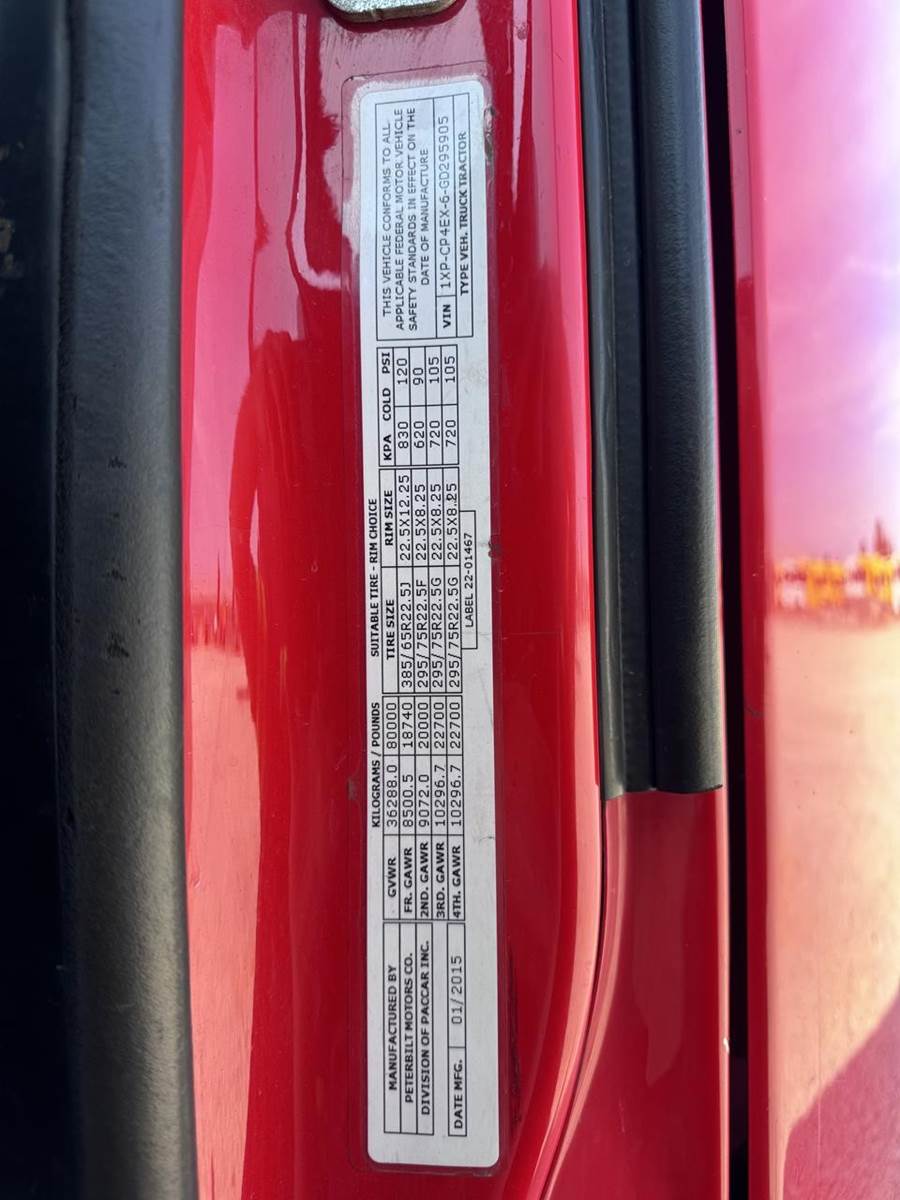 MANUFACTURED BY
PETERBILT MOTORS CO.
DIVISION OF PACCAR INC.
DATE MFG. 01/2015
KILOGRAMS / POUNDS
GVWR 36288.0 80000
FR. GAWR 8500.5 18740
2ND. GAWR 9072.0 20000
3RD. GAWR 10296.7 22700
4TH. GAWR 10296.7 22700
SUITABLE TIRE - RIM CHOICE
TIRE SIZE RIM SIZE KPA COLD PSI
385/65R22.5J 22.5X12.25 830 120
295/75R22.5F 22.5X8.25 620 90
295/75R22.5G 22.5X8.25 720 105
295/75R22.5G 22.5X8.25 720 105
LABEL 22-01467
THIS VEHICLE CONFORMS TO ALL
APPLICABLE FEDERAL MOTOR VEHICLE
SAFETY STANDARDS IN EFFECT ON THE
DATE OF MANUFACTURE
VIN 1XP-CP4EX-6-GD295905
TYPE VEH. TRUCK TRACTOR